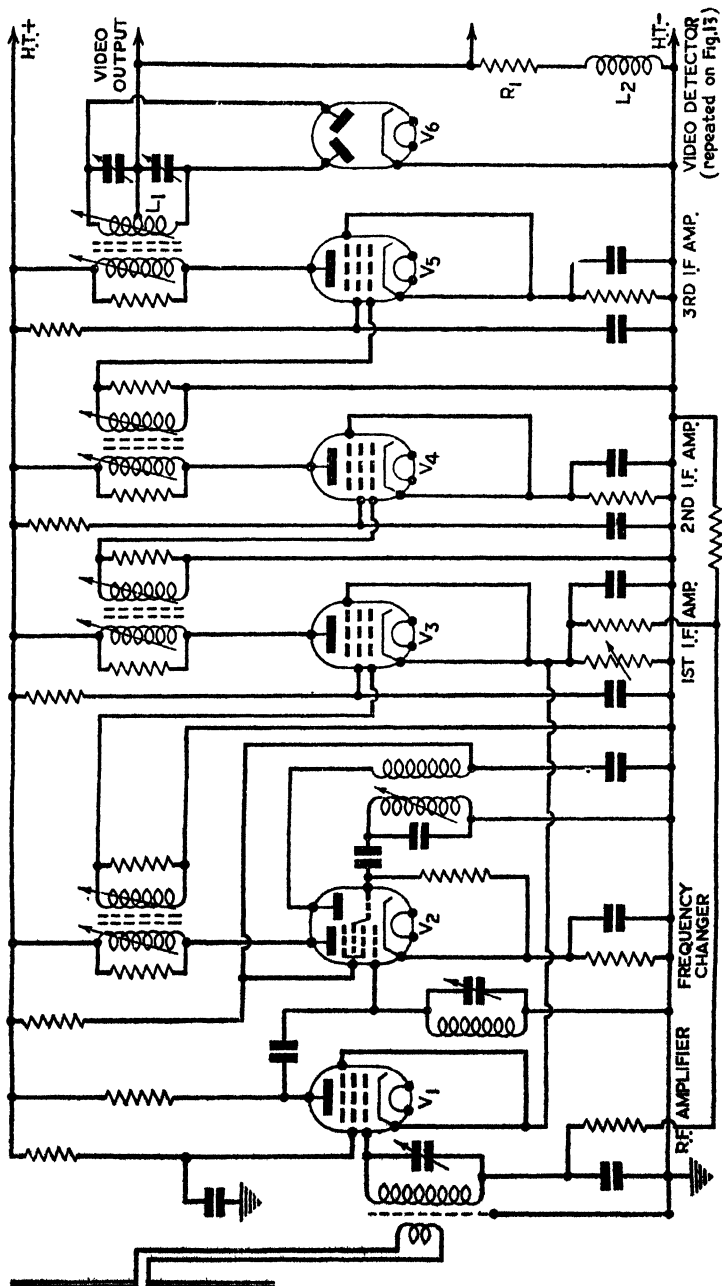 H.T.+
VIDEO
OUTPUT
L1
R1
L2
H.T.-
V1
V2
V3
V4
V5
V6
R.F. AMPLIFIER
FREQUENCY
CHANGER
1ST I.F. AMP.
2ND I.F. AMP.
3RD I.F. AMP.
VIDEO DETECTOR
(repeated on Fig.13)